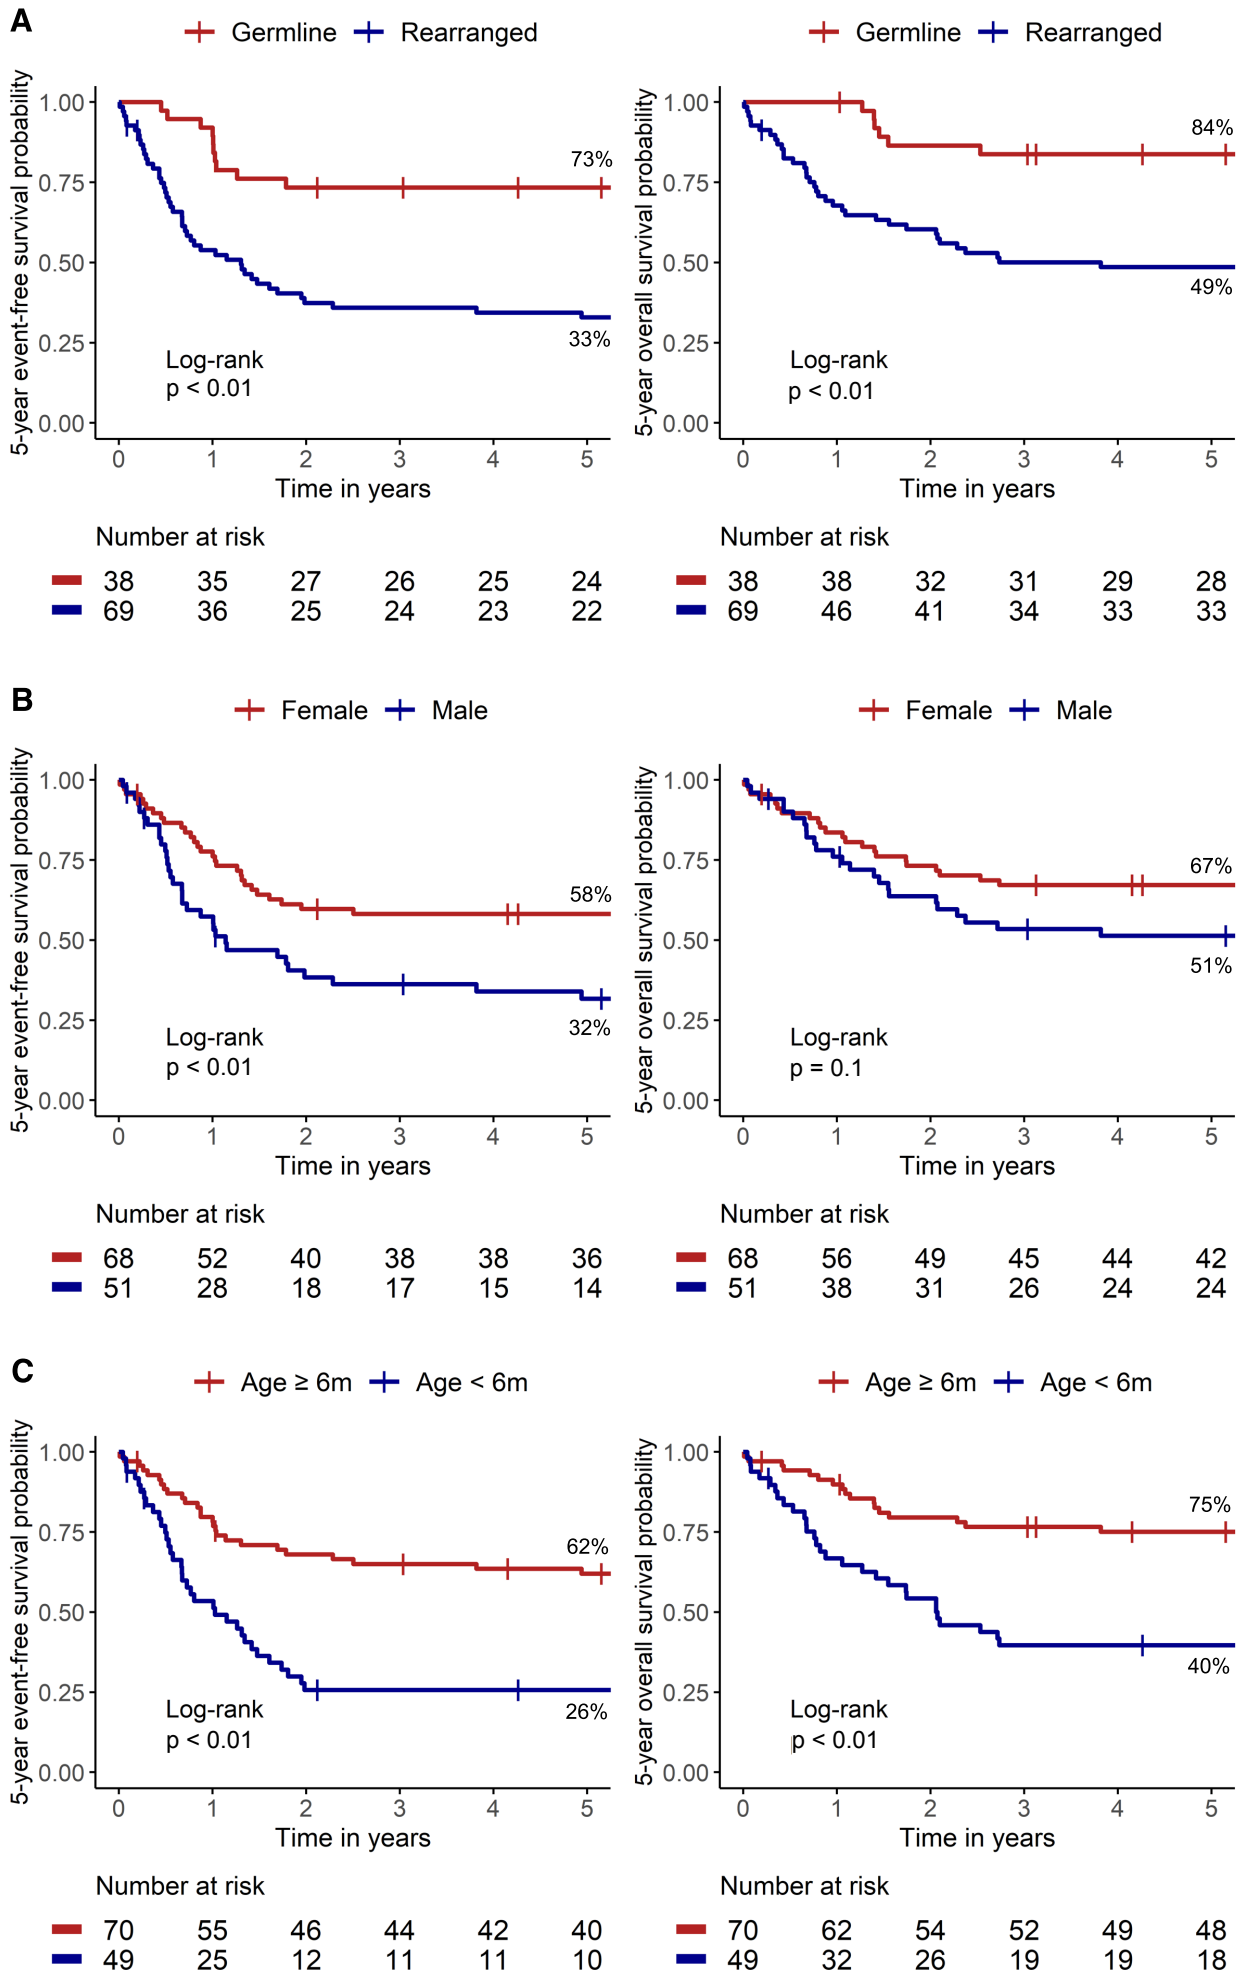 A
Germline Rearranged
5-year event-free survival probability
1.00
0.75
0.50
0.25
0.00
73%
33%
Log-rank
p < 0.01
0 1 2 3 4 5
Time in years
Number at risk
38 35 27 26 25 24
69 36 25 24 23 22
Germline Rearranged
5-year overall survival probability
1.00
0.75
0.50
0.25
0.00
84%
49%
Log-rank
p < 0.01
0 1 2 3 4 5
Time in years
Number at risk
38 38 32 31 29 28
69 46 41 34 33 33
B
Female Male
5-year event-free survival probability
1.00
0.75
0.50
0.25
0.00
58%
32%
Log-rank
p < 0.01
0 1 2 3 4 5
Time in years
Number at risk
68 52 40 38 38 36
51 28 18 17 15 14
Female Male
5-year overall survival probability
1.00
0.75
0.50
0.25
0.00
67%
51%
Log-rank
p = 0.1
0 1 2 3 4 5
Time in years
Number at risk
68 56 49 45 44 42
51 38 31 26 24 24
C
Age ≥ 6m Age < 6m
5-year event-free survival probability
1.00
0.75
0.50
0.25
0.00
62%
26%
Log-rank
p < 0.01
0 1 2 3 4 5
Time in years
Number at risk
70 55 46 44 42 40
49 25 12 11 11 10
Age ≥ 6m Age < 6m
5-year overall survival probability
1.00
0.75
0.50
0.25
0.00
75%
40%
Log-rank
p < 0.01
0 1 2 3 4 5
Time in years
Number at risk
70 62 54 52 49 48
49 32 26 19 19 18